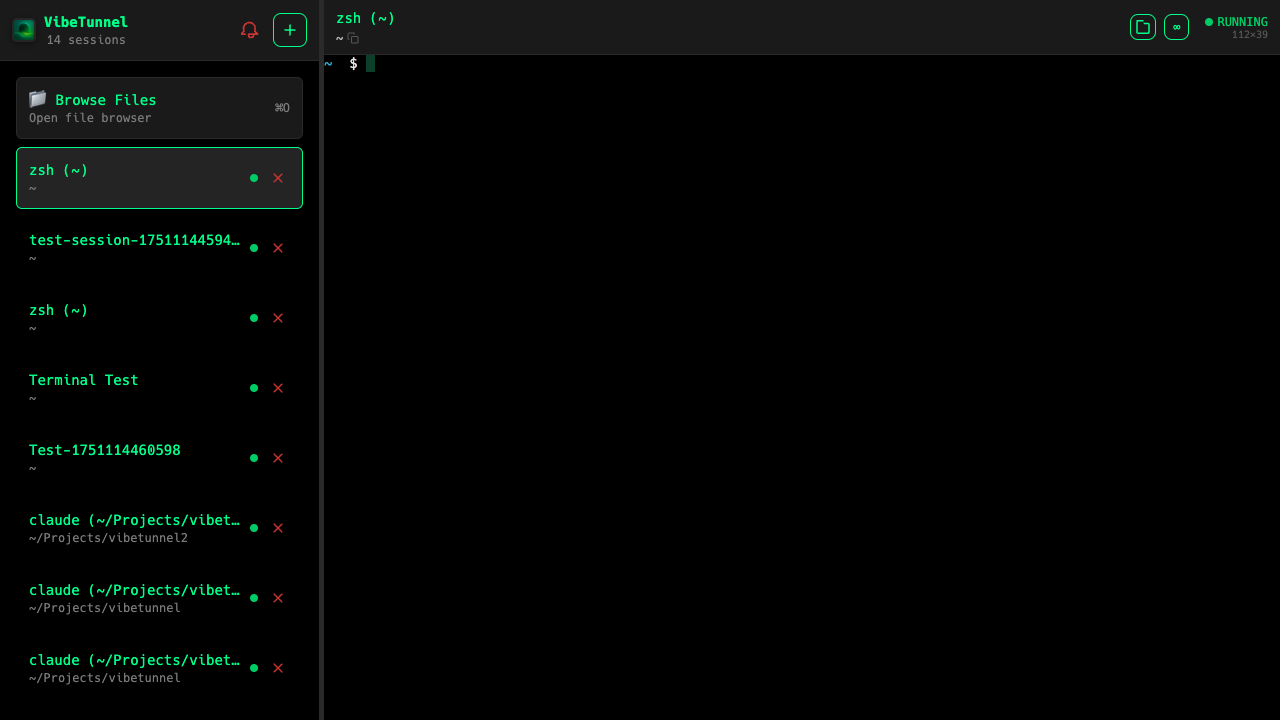 VibeTunnel
14 sessions
Browse Files
Open file browser
⌘O
zsh (~)
~
test-session-17511144594…
~
zsh (~)
~
Terminal Test
~
Test-1751114460598
~
claude (~/Projects/vibet…
~/Projects/vibetunnel2
claude (~/Projects/vibet…
~/Projects/vibetunnel
claude (~/Projects/vibet…
~/Projects/vibetunnel
zsh (~)
~
∞
RUNNING
112×39
~ $